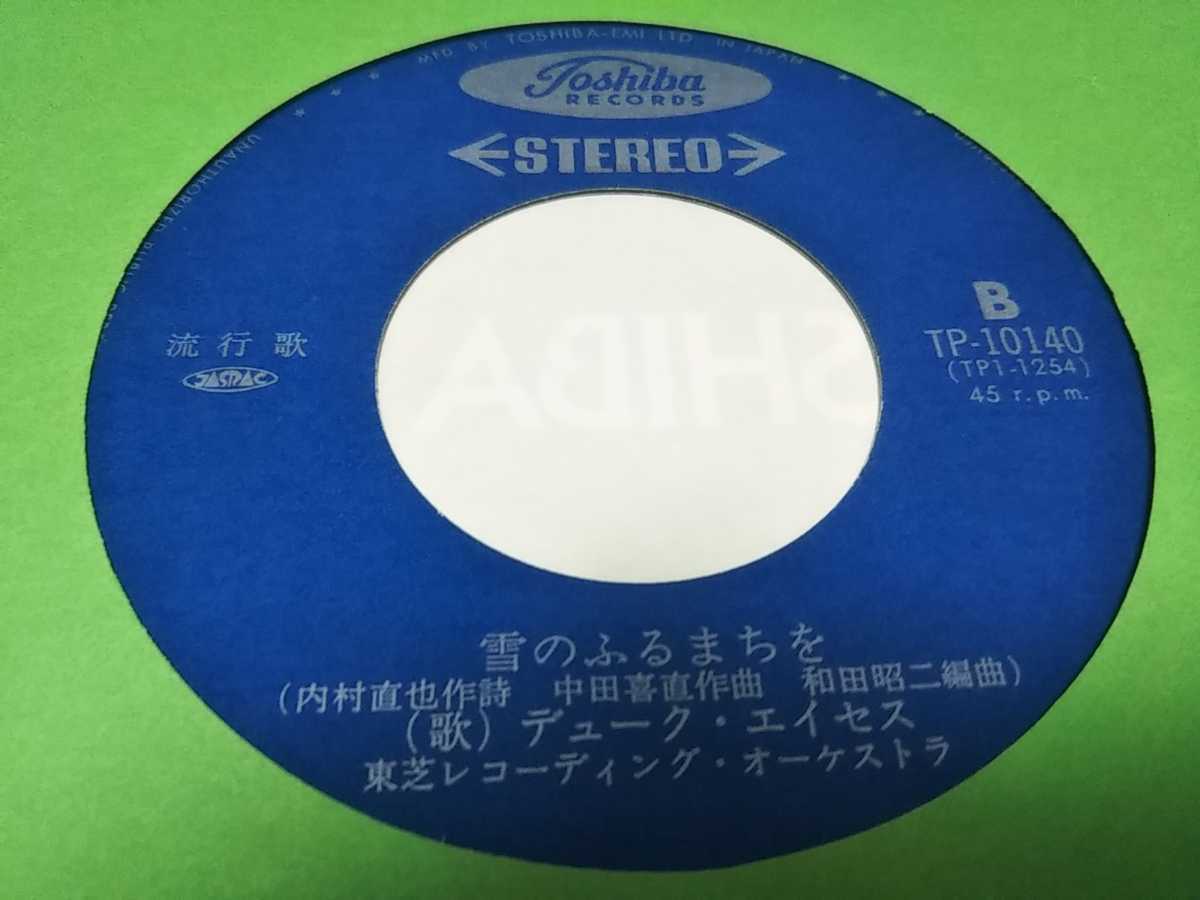 MFD BY TOSHIBA-EMI LTD IN JAPAN
Toshiba
RECORDS
STEREO
B
TP-10140
(TP1-1254)
45 r.p.m.
流行歌
JASRAC
UNAUTHORIZED PUBLIC
SHIBA
雪のふるまちを
(内村直也作詩 中田喜直作曲 和田昭二編曲)
(歌) デューク・エイセス
東芝レコーディング・オーケストラ